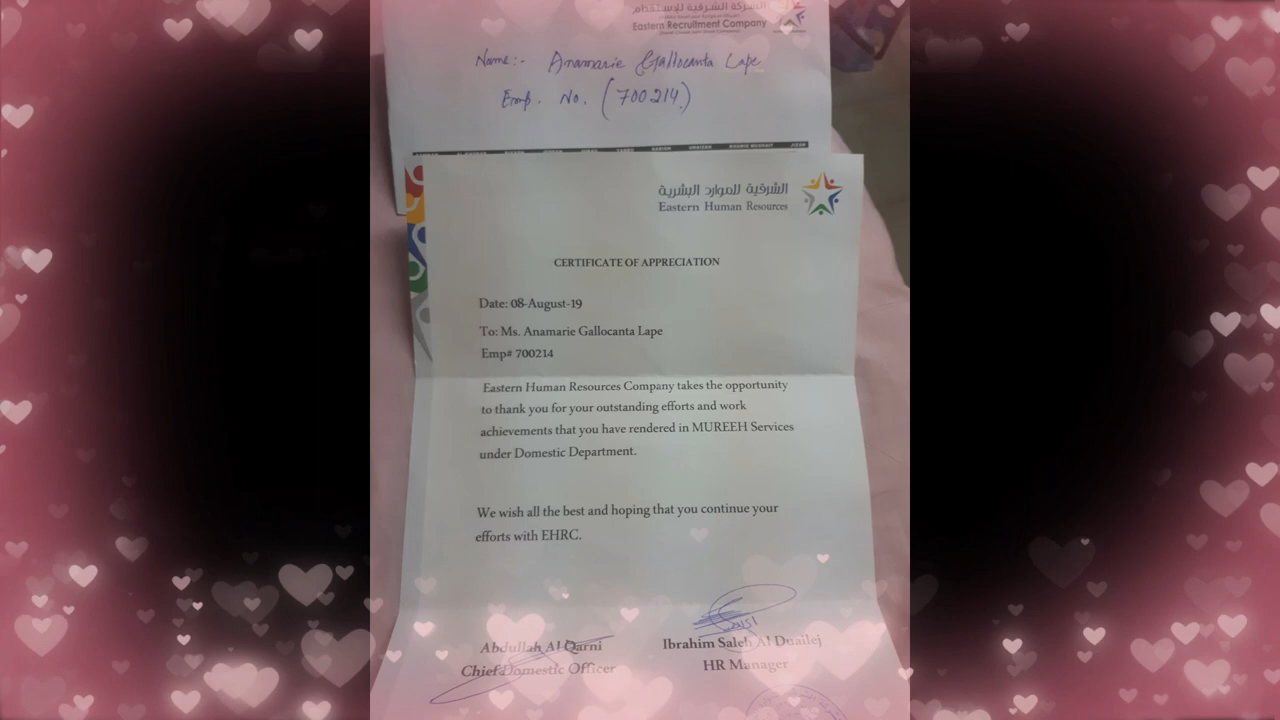 الشركة الشرقية للإستقدام
Eastern Recruitment Company
Name:- Anamarie Gallocanta Lape
Emp. No. (700214)
الشرقية للموارد البشرية
Eastern Human Resources
CERTIFICATE OF APPRECIATION
Date: 08-August-19
To: Ms. Anamarie Gallocanta Lape
Emp# 700214
Eastern Human Resources Company takes the opportunity
to thank you for your outstanding efforts and work
achievements that you have rendered in MUREEH Services
under Domestic Department.
We wish all the best and hoping that you continue your
efforts with EHRC.
Abdullah Al Qarni
Chief Domestic Officer
Ibrahim Saleh Al Duailej
HR Manager